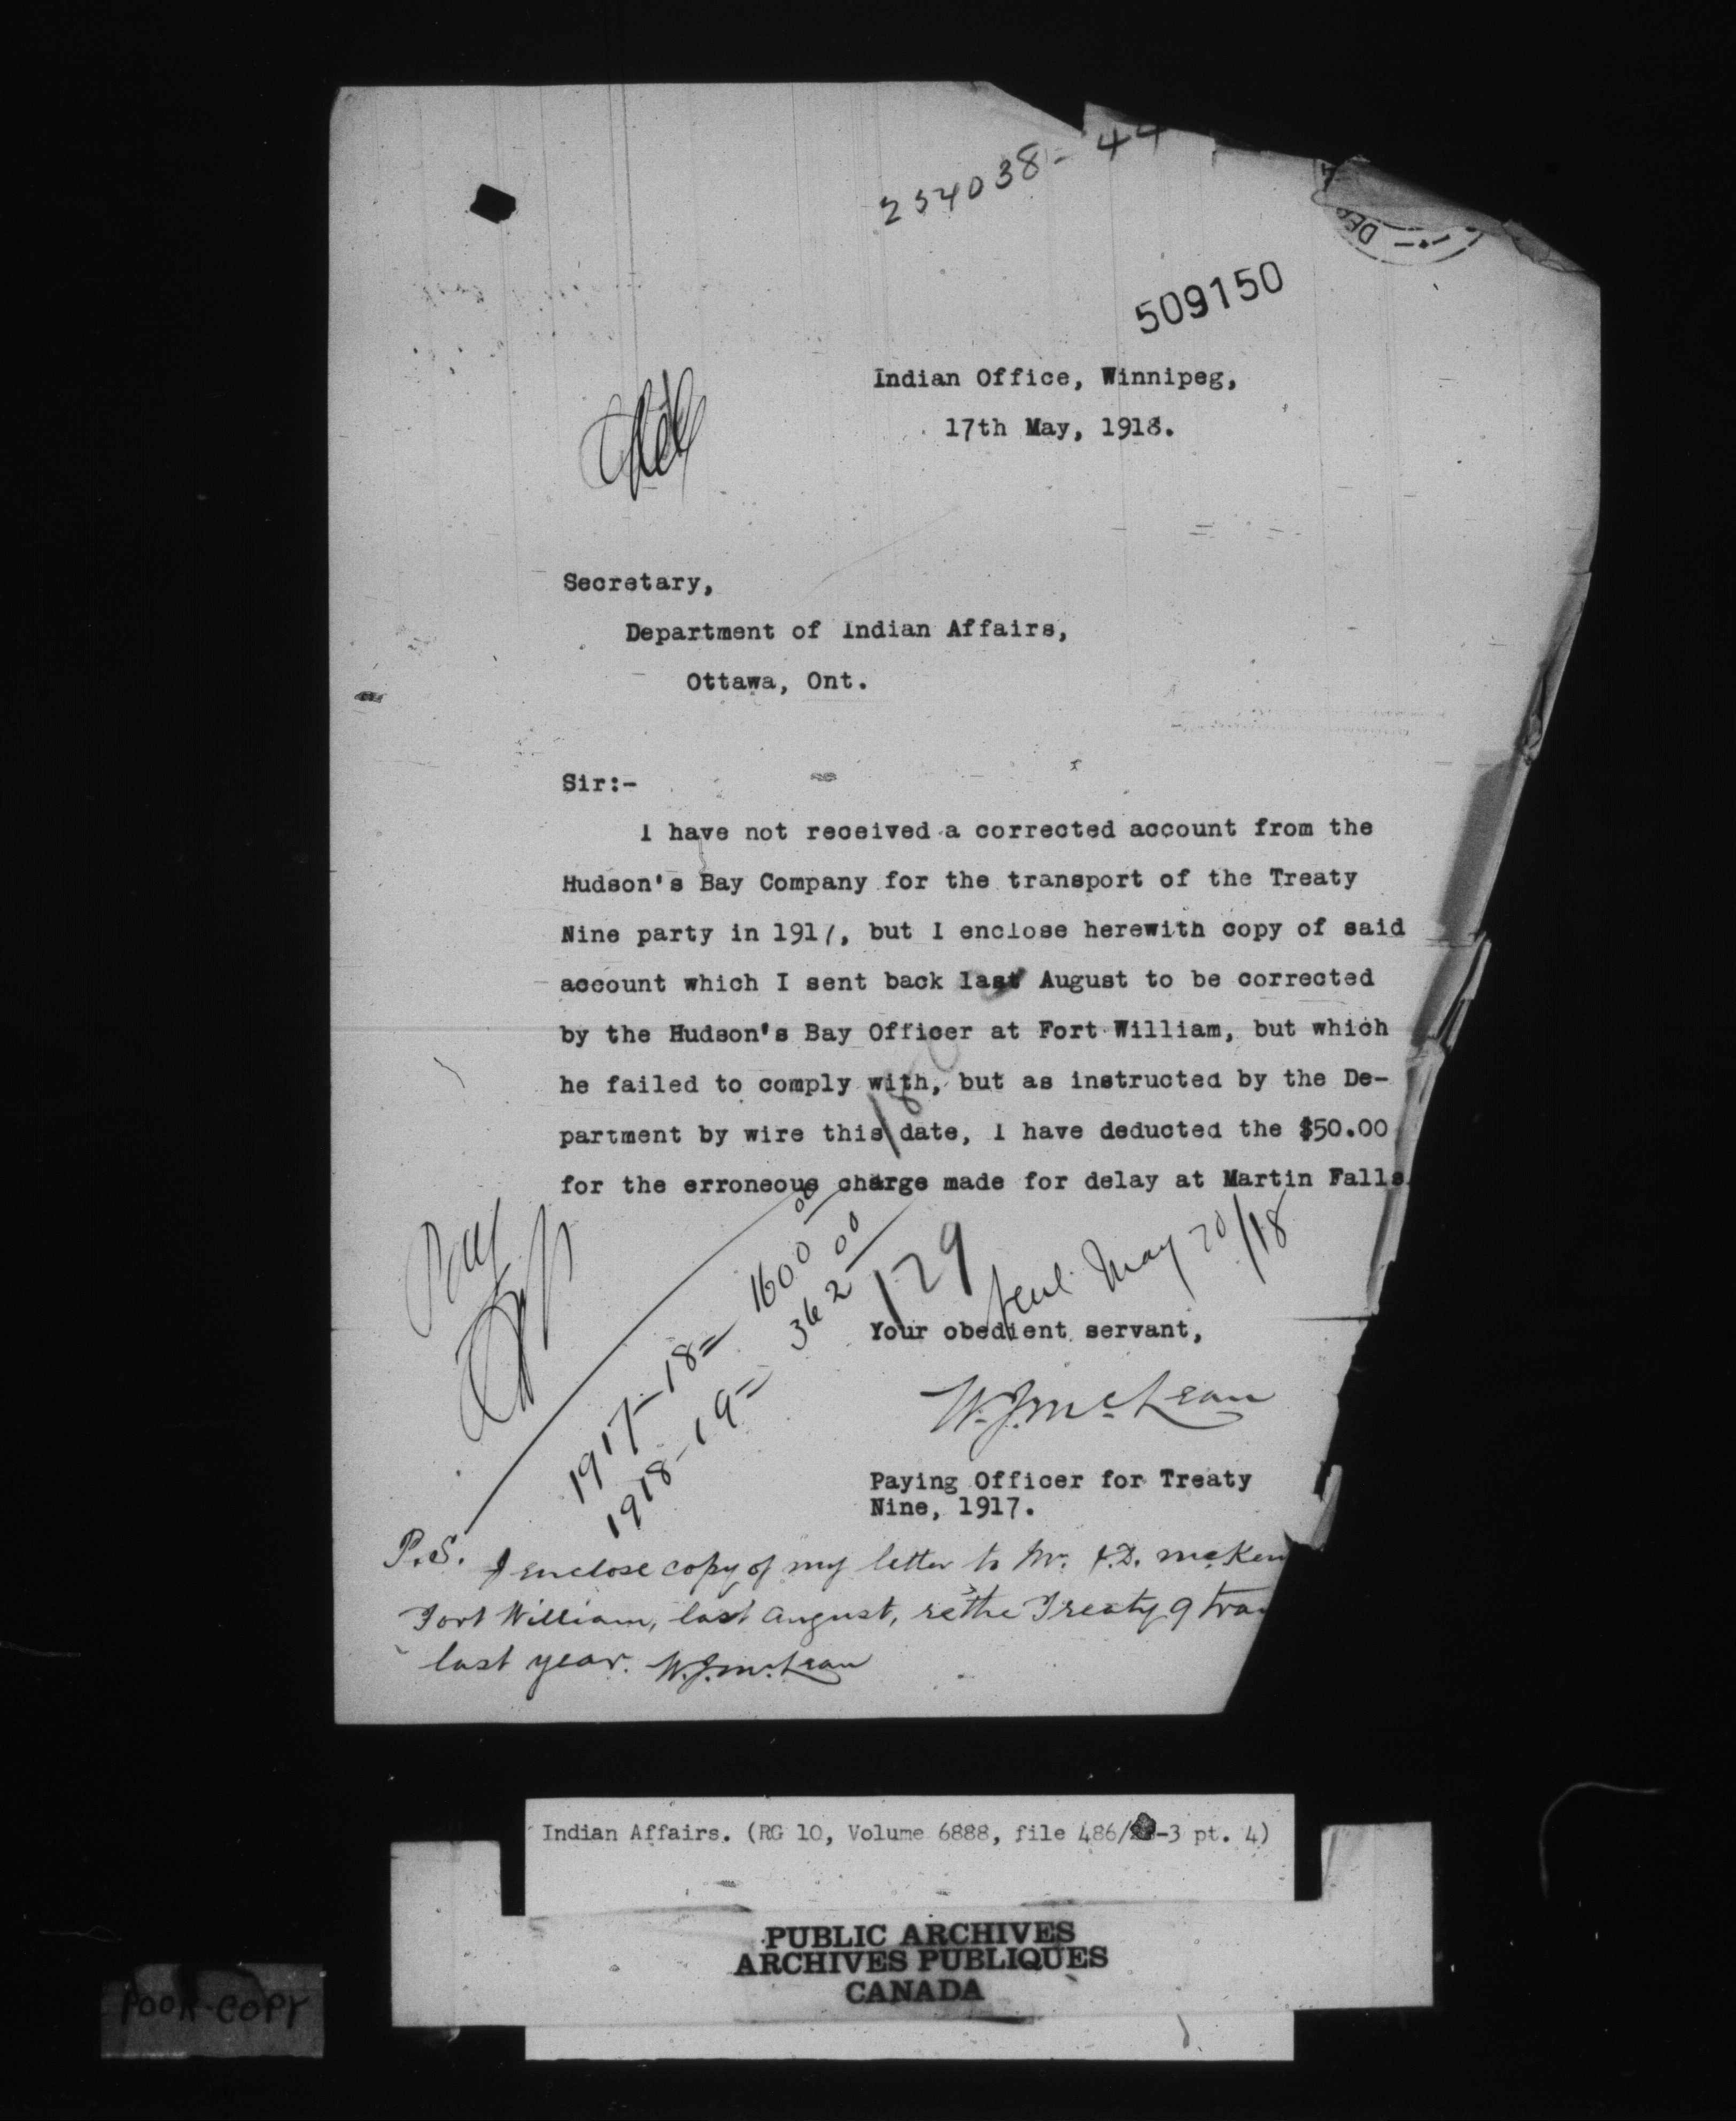 254038-44
DE
509150
Indian Office, Winnipeg,
17th May, 1918.
Secretary,
Department of Indian Affairs,
Ottawa, Ont.
Sir:-
I have not received a corrected account from the
Hudson's Bay Company for the transport of the Treaty
Nine party in 1917, but I enclose herewith copy of said
account which I sent back last August to be corrected
by the Hudson's Bay Officer at Fort William, but which
he failed to comply with, but as instructed by the De-
partment by wire this date, I have deducted the $50.00
for the erroneous charge made for delay at Martin Falls
Pay
1917-18= 1600 00
1918-19= 362 00
129
May 20/18
Your obedient servant,
W.J. McLean
Paying Officer for Treaty
Nine, 1917.
P.S. I enclose copy of my letter to Mr. J.D. McKen
Fort William, last August, re the Treaty 9 tran
last year. W.J. McLean
Indian Affairs. (RG 10, Volume 6888, file 486/ -3 pt. 4)
PUBLIC ARCHIVES
ARCHIVES PUBLIQUES
CANADA
POOR COPY